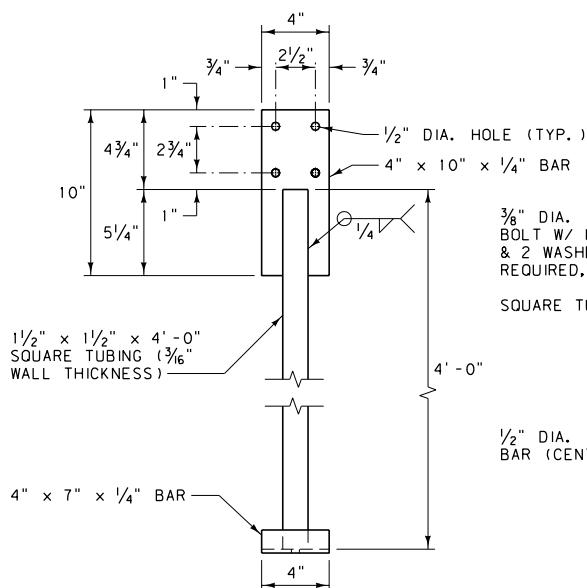 4"
3/4" 2 1/2" 3/4"
1"
1/2" DIA. HOLE (TYP.)
4 3/4" 2 3/4"
4" x 10" x 1/4" BAR
10"
1"
3/8" DIA.
BOLT W/
& 2 WASH
REQUIRED,
5 1/4"
1/4
SQUARE
1 1/2" x 1 1/2" x 4'-0"
SQUARE TUBING (3/16"
WALL THICKNESS)
4'-0"
1/2" DIA.
BAR (CEN
4" x 7" x 1/4" BAR
4"